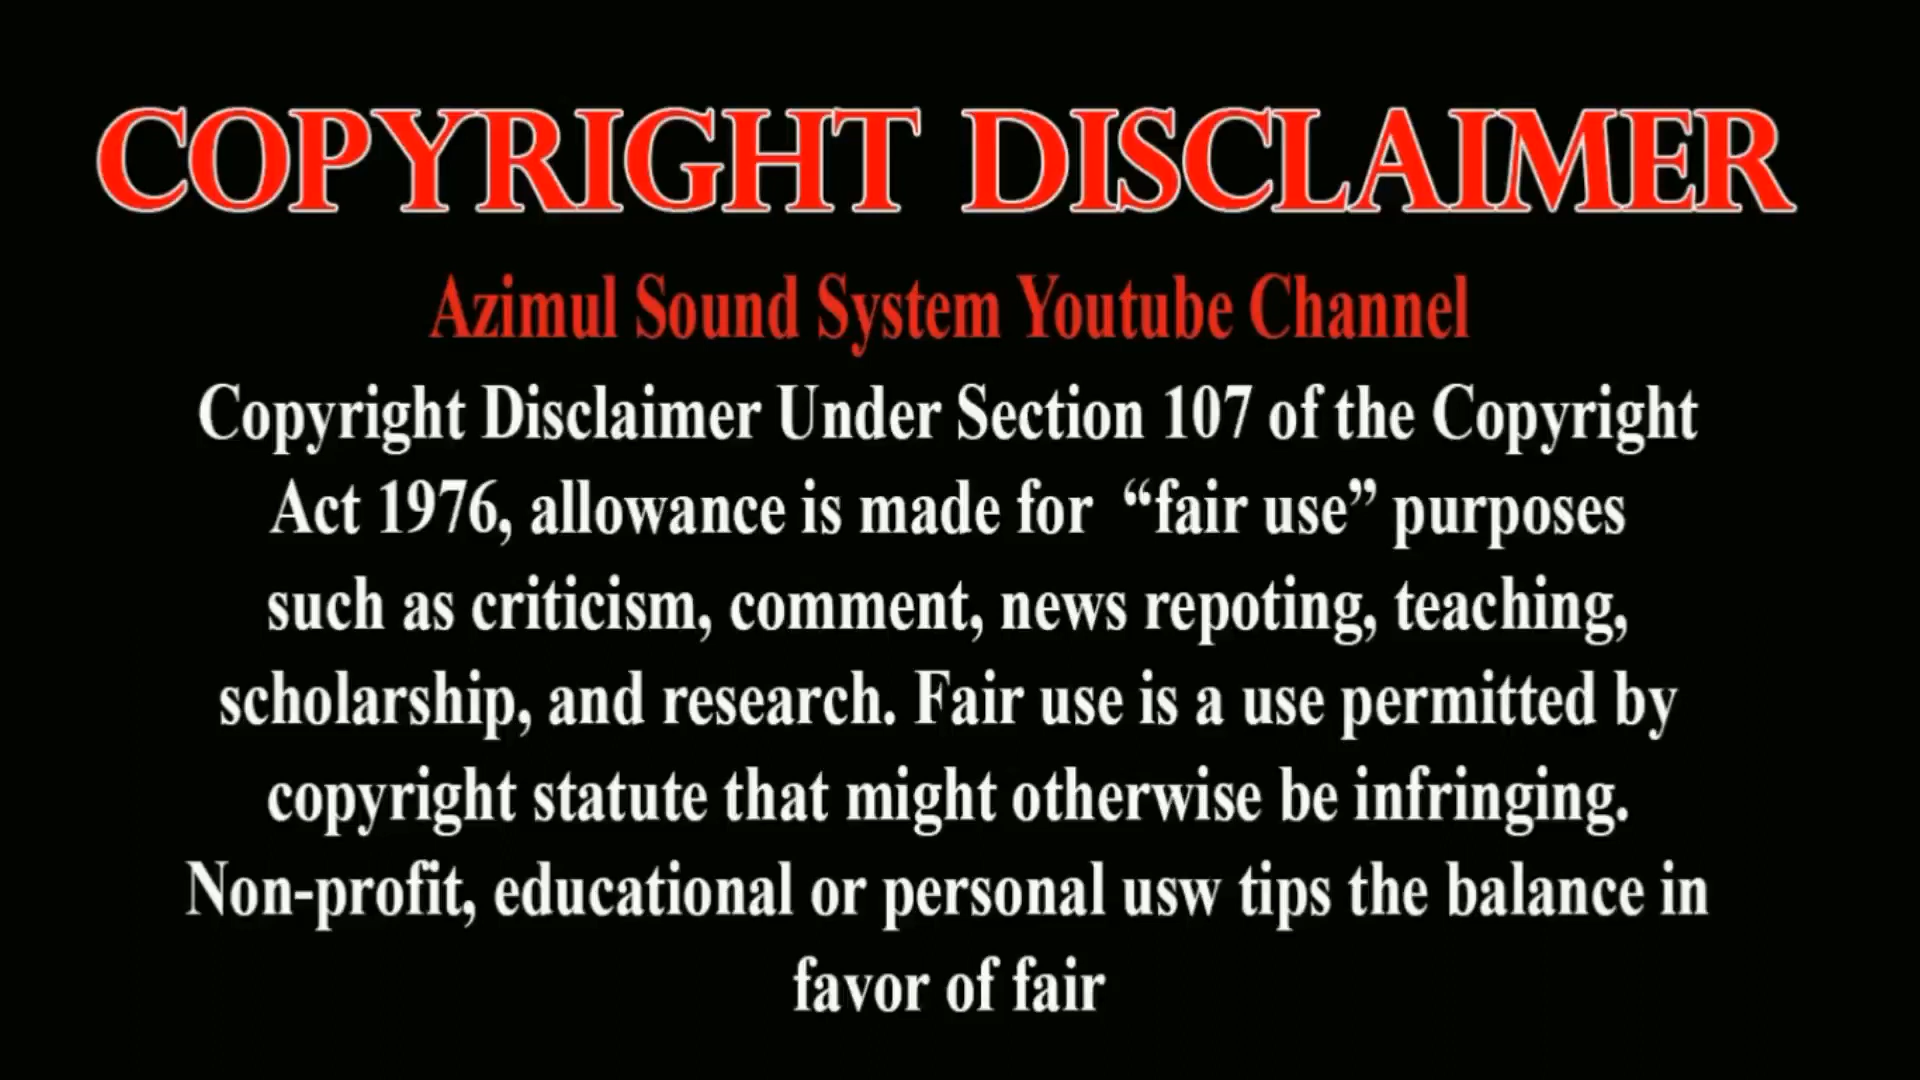 COPYRIGHT DISCLAIMER
Azimul Sound System Youtube Channel
Copyright Disclaimer Under Section 107 of the Copyright
Act 1976, allowance is made for “fair use” purposes
such as criticism, comment, news repoting, teaching,
scholarship, and research. Fair use is a use permitted by
copyright statute that might otherwise be infringing.
Non-profit, educational or personal usw tips the balance in
favor of fair